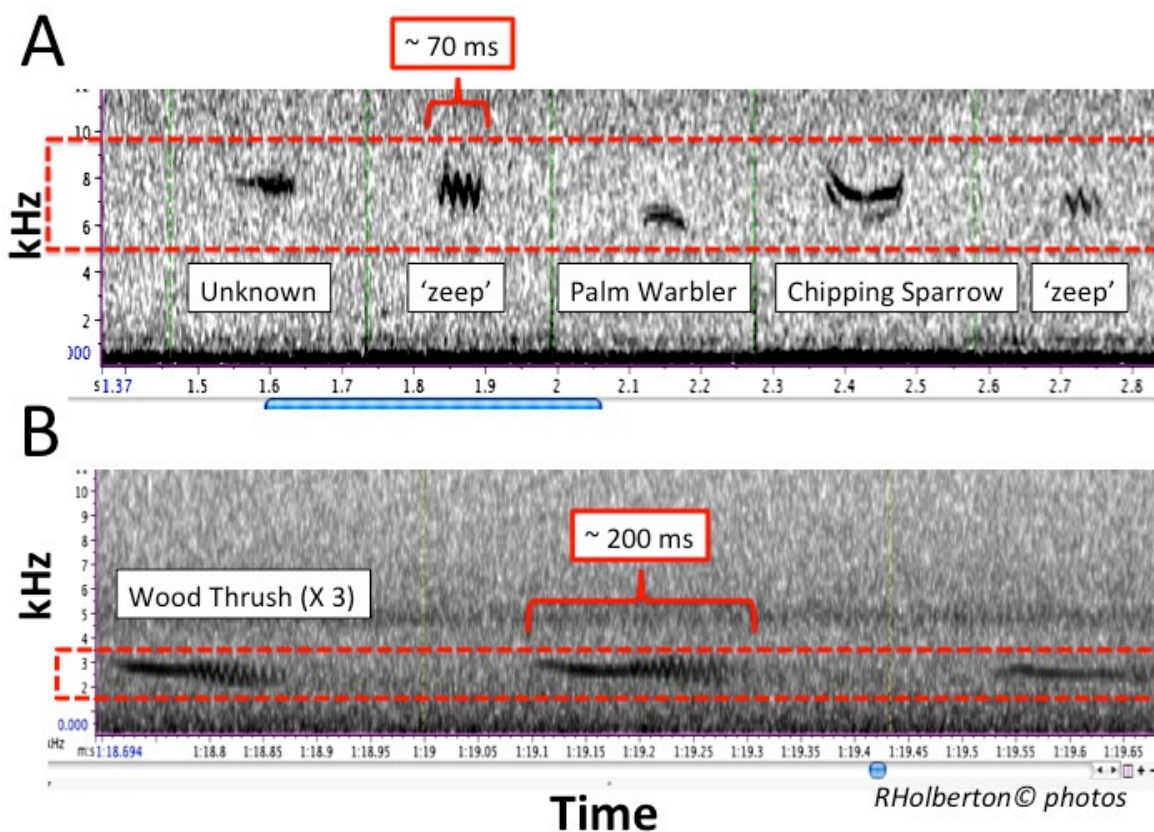 A
~ 70 ms
kHz
10
8
6
4
2
000
Unknown
'zeep'
Palm Warbler
Chipping Sparrow
'zeep'
s 1.37 1.5 1.6 1.7 1.8 1.9 2 2.1 2.2 2.3 2.4 2.5 2.6 2.7 2.8
B
~ 200 ms
kHz
10
9
8
7
6
5
4
3
2
0.000
Wood Thrush (X 3)
kHz m:s 1:18.694 1:18.8 1:18.85 1:18.9 1:18.95 1:19 1:19.05 1:19.1 1:19.15 1:19.2 1:19.25 1:19.3 1:19.35 1:19.4 1:19.45 1:19.5 1:19.55 1:19.6 1:19.65
Time
RHolberton© photos